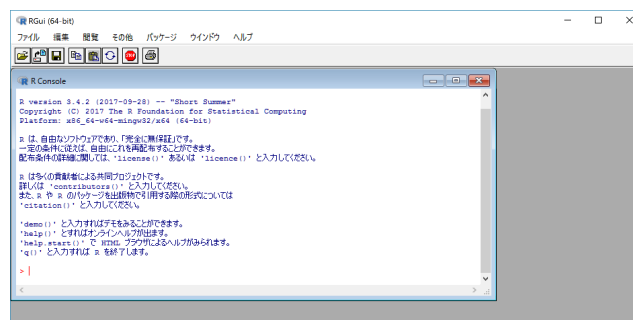 RGui (64-bit)
ファイル 編集 閲覧 その他 パッケージ ウインドウ ヘルプ
STOP
R Console
R version 3.4.2 (2017-09-28) -- "Short Summer"
Copyright (C) 2017 The R Foundation for Statistical Computing
Platform: x86_64-w64-mingw32/x64 (64-bit)
R は、自由なソフトウェアであり、「完全に無保証」です。
一定の条件に従えば、自由にこれを再配布することができます。
配布条件の詳細に関しては、'license()' あるいは 'licence()' と入力してください。
R は多くの貢献者による共同プロジェクトです。
詳しくは 'contributors()' と入力してください。
また、R や R のパッケージを出版物で引用する際の形式については
'citation()' と入力してください。
'demo()' と入力すればデモをみることができます。
'help()' とすればオンラインヘルプが出ます。
'help.start()' で HTML ブラウザによるヘルプがみられます。
'q()' と入力すれば R を終了します。
>